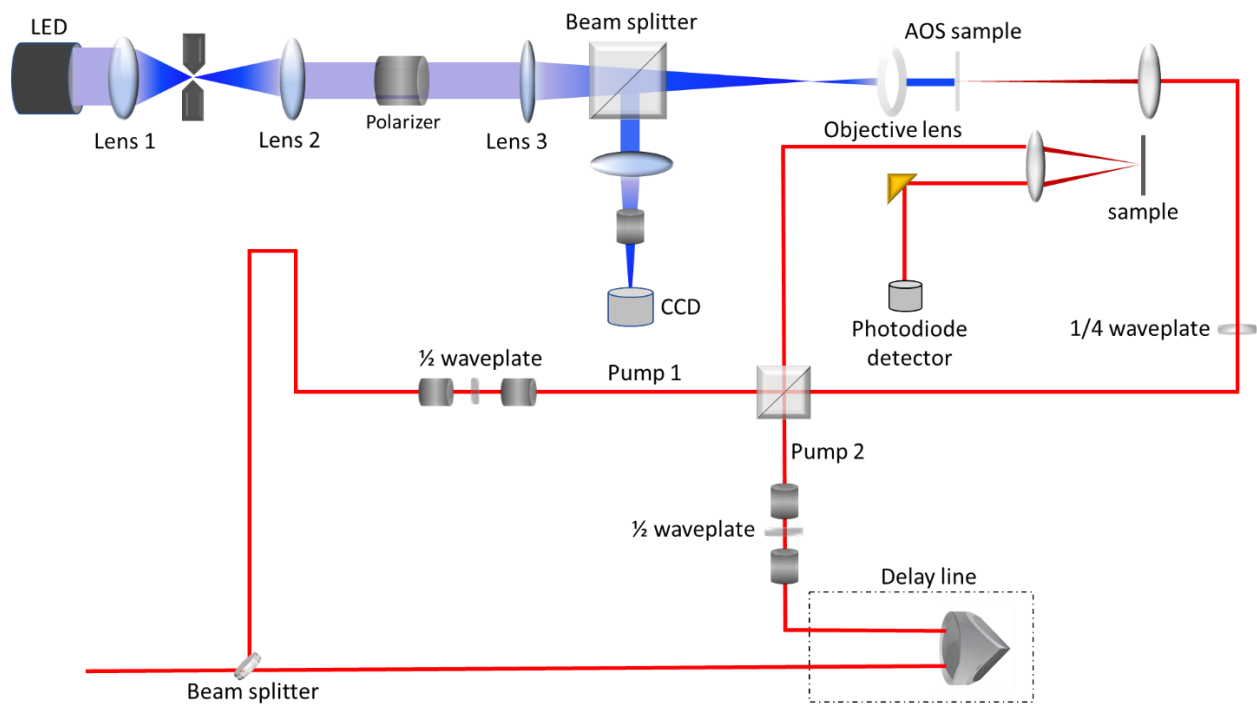 LED
Beam splitter
AOS sample
Polarizer
Lens 1
Lens 2
Lens 3
Objective lens
sample
CCD
Photodiode
detector
1/4 waveplate
½ waveplate
Pump 1
Pump 2
½ waveplate
Delay line
Beam splitter